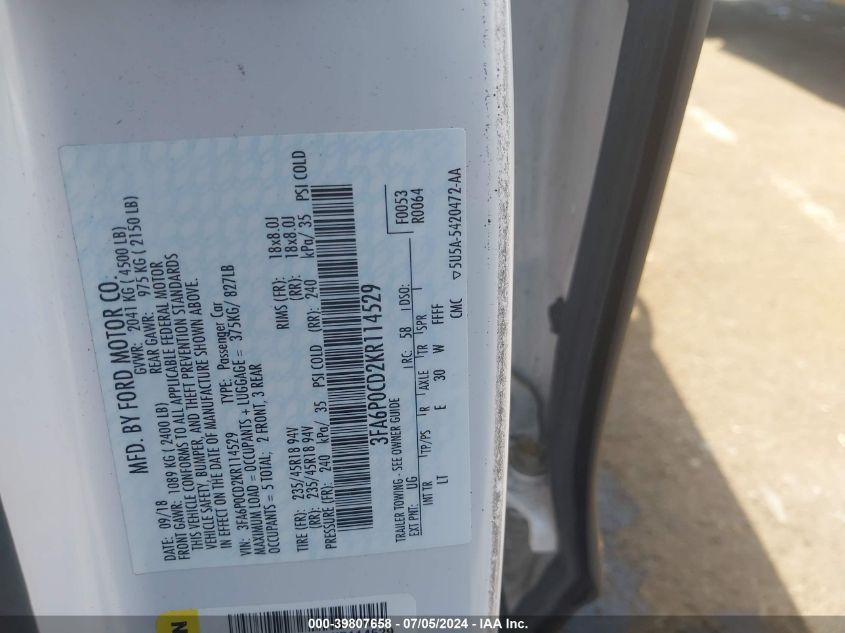 MFD. BY FORD MOTOR CO.
DATE: 09/18 GVWR: 2041 KG ( 4500 LB)
FRONT GAWR: 1089 KG ( 2400 LB) REAR GAWR: 975 KG ( 2150 LB)
THIS VEHICLE CONFORMS TO ALL APPLICABLE FEDERAL MOTOR
VEHICLE SAFETY, BUMPER, AND THEFT PREVENTION STANDARDS
IN EFFECT ON THE DATE OF MANUFACTURE SHOWN ABOVE.
VIN: 3FA6P0CD2KR114529 TYPE: Passenger Car
MAXIMUM LOAD = OCCUPANTS + LUGGAGE = 375KG/ 827LB
OCCUPANTS = 5 TOTAL; 2 FRONT, 3 REAR
TIRE (FR): 235/45R18 94V RIMS (FR): 18x8.0J
(RR): 235/45R18 94V (RR): 18x8.0J
PRESSURE (FR): 240 kPa/ 35 PSI COLD (RR): 240 kPa/ 35 PSI COLD
3FA6P0CD2KR114529
TRAILER TOWING - SEE OWNER GUIDE F0053
EXT PMT: UG RC: 58 DSO: R0064
INT TR TP/PS R AXLE TR SPR
LT E 30 W FFFF
CMC 5U5A-5420472-AA
000-39807658 - 07/05/2024 - IAA Inc.